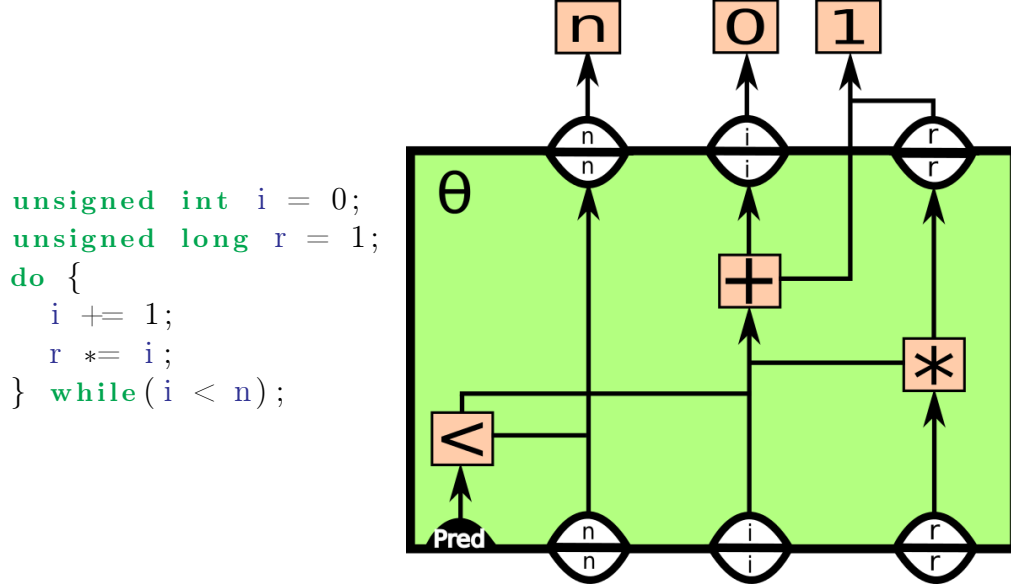 unsigned int i = 0;
unsigned long r = 1;
do {
i += 1;
r *= i;
} while(i < n);
n 0 1
n i r
n i r
θ
+
*
<
Pred
n i r
n i r